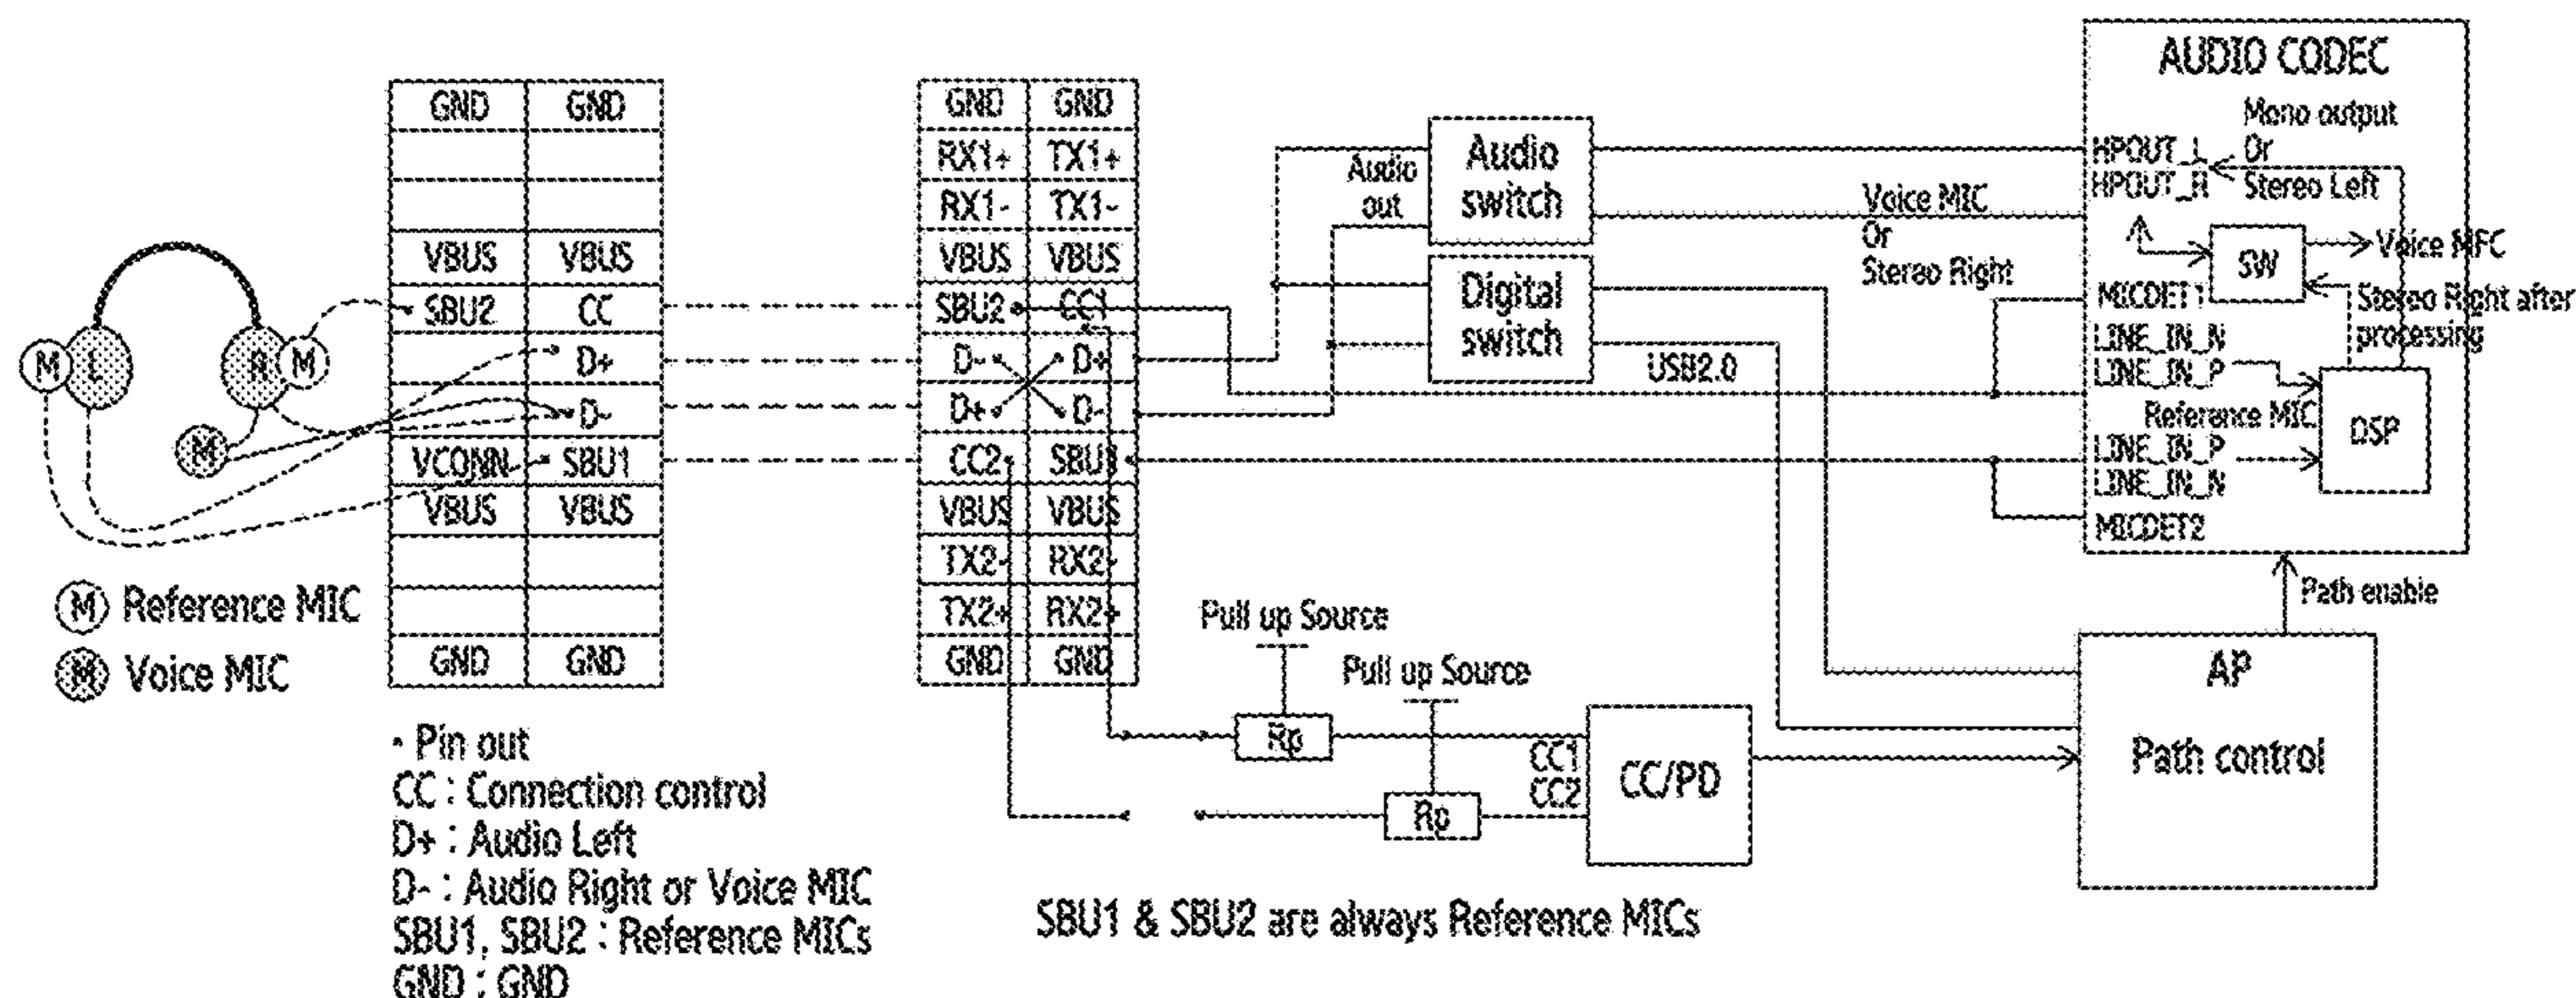 AUDIO CODEC
Mono output
Or
Stereo Left
HPOUT_L
HPOUT_R
SW
Voice MFC
Stereo Right after
processing
MICDET1
LINE_IN_N
LINE_IN_P
Reference MIC
DSP
LINE_IN_P
LINE_IN_N
MICDET2
Path enable
AP
Path control
Audio
switch
Audio
out
Digital
switch
Voice MIC
Or
Stereo Right
USB2.0
GND GND
VBUS VBUS
SBU2 CC
D+
D-
VCONN SBU1
VBUS VBUS
GND GND
GND GND
RX1+ TX1+
RX1- TX1-
VBUS VBUS
SBU2 CC1
D- D+
D+ D-
CC2 SBU1
VBUS VBUS
TX2- RX2-
TX2+ RX2+
GND GND
M L R M
M
M Reference MIC
M Voice MIC
Pull up Source
Pull up Source
Rp
Rp
CC1
CC2
CC/PD
• Pin out
CC : Connection control
D+ : Audio Left
D- : Audio Right or Voice MIC
SBU1, SBU2 : Reference MICs
GND : GND
SBU1 & SBU2 are always Reference MICs